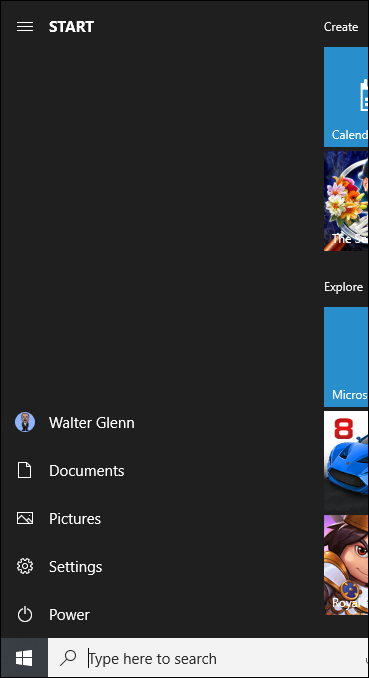 START
Create
Calend
The S
Explore
Micros
8
Royal
Walter Glenn
Documents
Pictures
Settings
Power
Type here to search